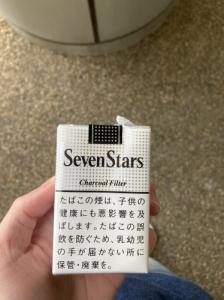 SevenStars
Charcoal Filter
たばこの煙は、子供の
健康にも悪影響を及
ぼします。たばこの誤
飲を防ぐため、乳幼児
の手が届かない所に
保管・廃棄を。